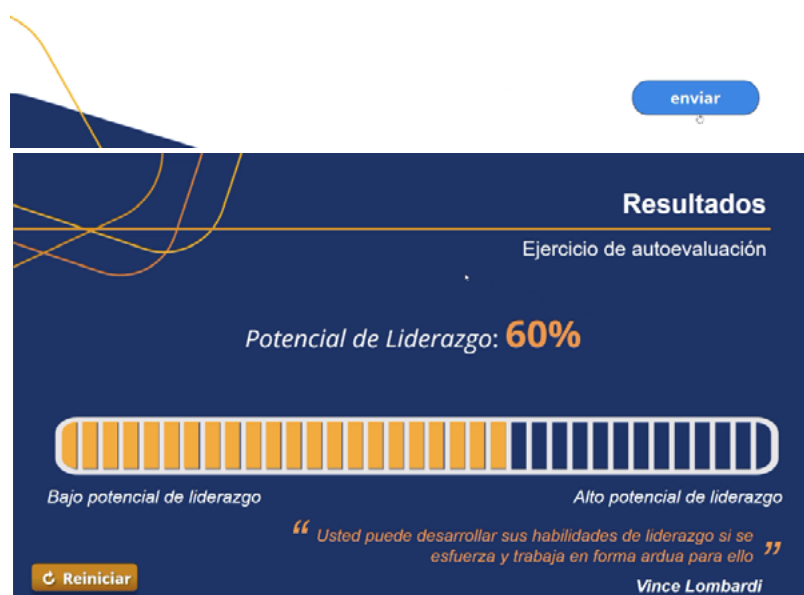 enviar
Resultados
Ejercicio de autoevaluación
Potencial de Liderazgo: 60%
Bajo potencial de liderazgo
Alto potencial de liderazgo
“ Usted puede desarrollar sus habilidades de liderazgo si se
esfuerza y trabaja en forma ardua para ello ”
Reiniciar
Vince Lombardi